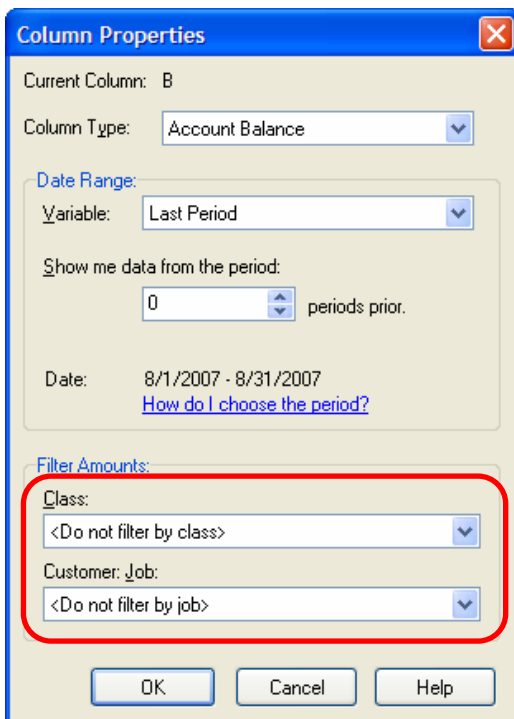 Column Properties
Current Column: B
Column Type: Account Balance
Date Range:
Variable: Last Period
Show me data from the period:
0 periods prior.
Date: 8/1/2007 - 8/31/2007
How do I choose the period?
Filter Amounts:
Class:
<Do not filter by class>
Customer: Job:
<Do not filter by job>
OK Cancel Help